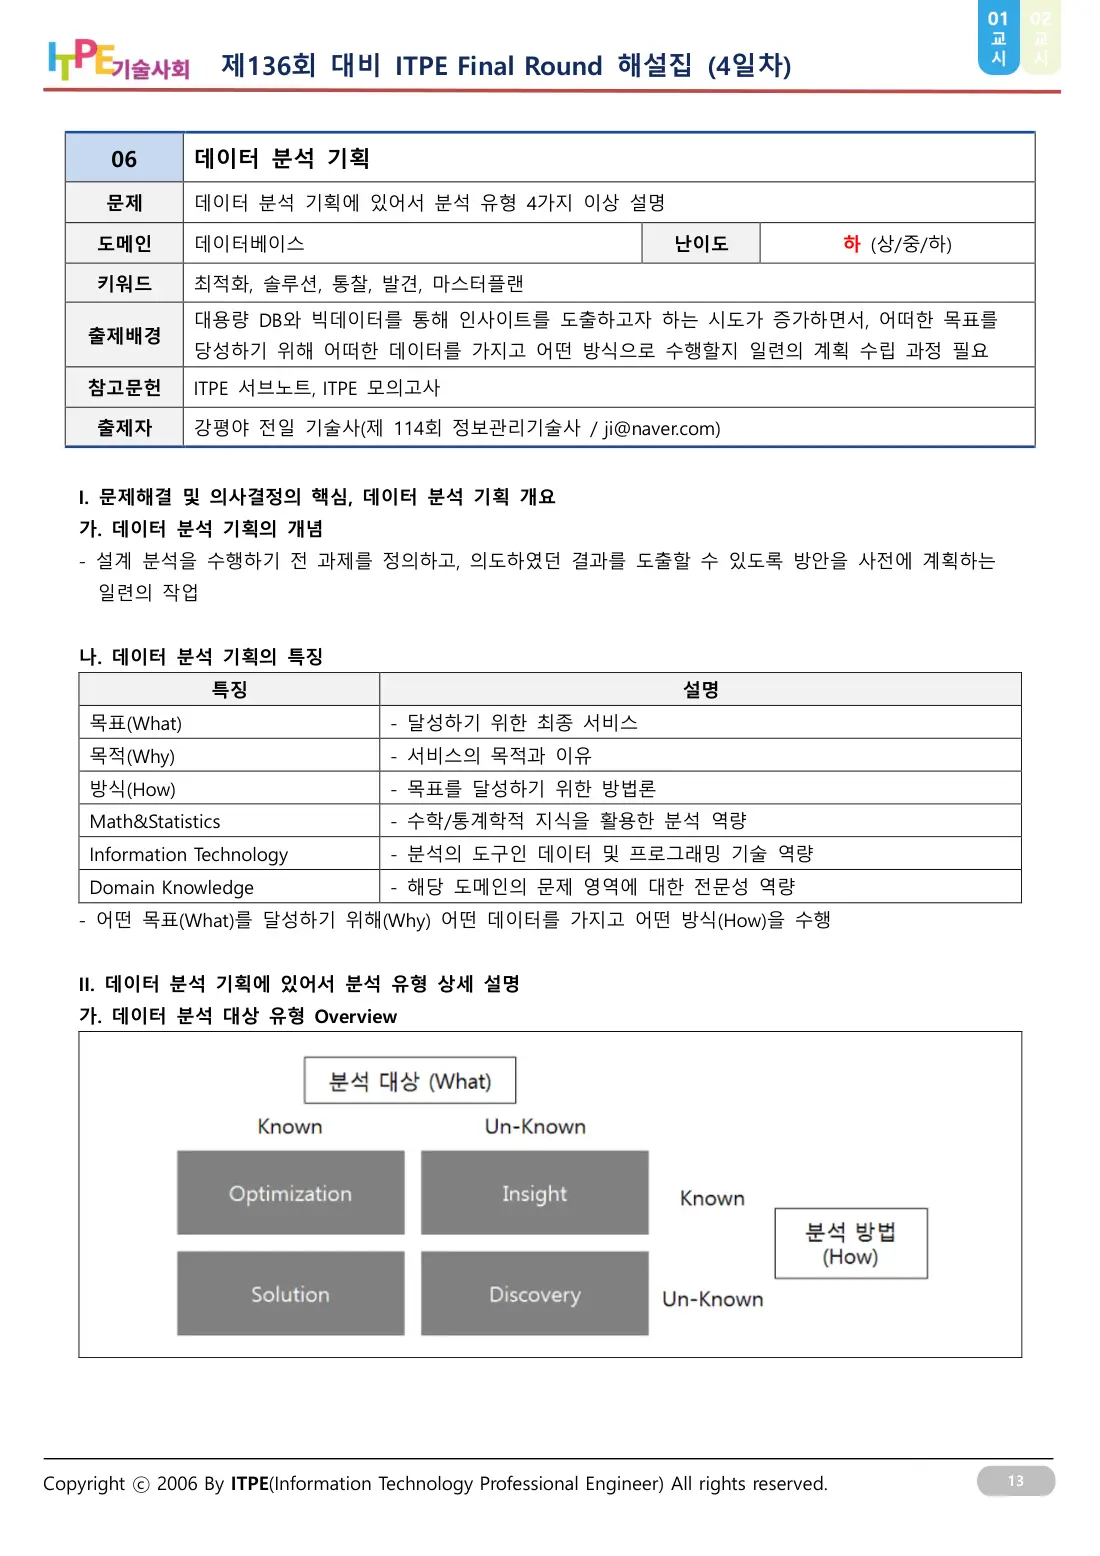 ITPE기술사회 제136회 대비 ITPE Final Round 해설집 (4일차)
01
교
시
02
교
시
06 데이터 분석 기획
문제 데이터 분석 기획에 있어서 분석 유형 4가지 이상 설명
도메인 데이터베이스 난이도 하 (상/중/하)
키워드 최적화, 솔루션, 통찰, 발견, 마스터플랜
출제배경 대용량 DB와 빅데이터를 통해 인사이트를 도출하고자 하는 시도가 증가하면서, 어떠한 목표를
당성하기 위해 어떠한 데이터를 가지고 어떤 방식으로 수행할지 일련의 계획 수립 과정 필요
참고문헌 ITPE 서브노트, ITPE 모의고사
출제자 강평야 전일 기술사(제 114회 정보관리기술사 / ji@naver.com)
I. 문제해결 및 의사결정의 핵심, 데이터 분석 기획 개요
가. 데이터 분석 기획의 개념
- 설계 분석을 수행하기 전 과제를 정의하고, 의도하였던 결과를 도출할 수 있도록 방안을 사전에 계획하는
일련의 작업
나. 데이터 분석 기획의 특징
특징 설명
목표(What) - 달성하기 위한 최종 서비스
목적(Why) - 서비스의 목적과 이유
방식(How) - 목표를 달성하기 위한 방법론
Math&Statistics - 수학/통계학적 지식을 활용한 분석 역량
Information Technology - 분석의 도구인 데이터 및 프로그래밍 기술 역량
Domain Knowledge - 해당 도메인의 문제 영역에 대한 전문성 역량
- 어떤 목표(What)를 달성하기 위해(Why) 어떤 데이터를 가지고 어떤 방식(How)을 수행
II. 데이터 분석 기획에 있어서 분석 유형 상세 설명
가. 데이터 분석 대상 유형 Overview
분석 대상 (What)
Known Un-Known
Optimization Insight Known
분석 방법
(How)
Solution Discovery Un-Known
Copyright ⓒ 2006 By ITPE(Information Technology Professional Engineer) All rights reserved. 13